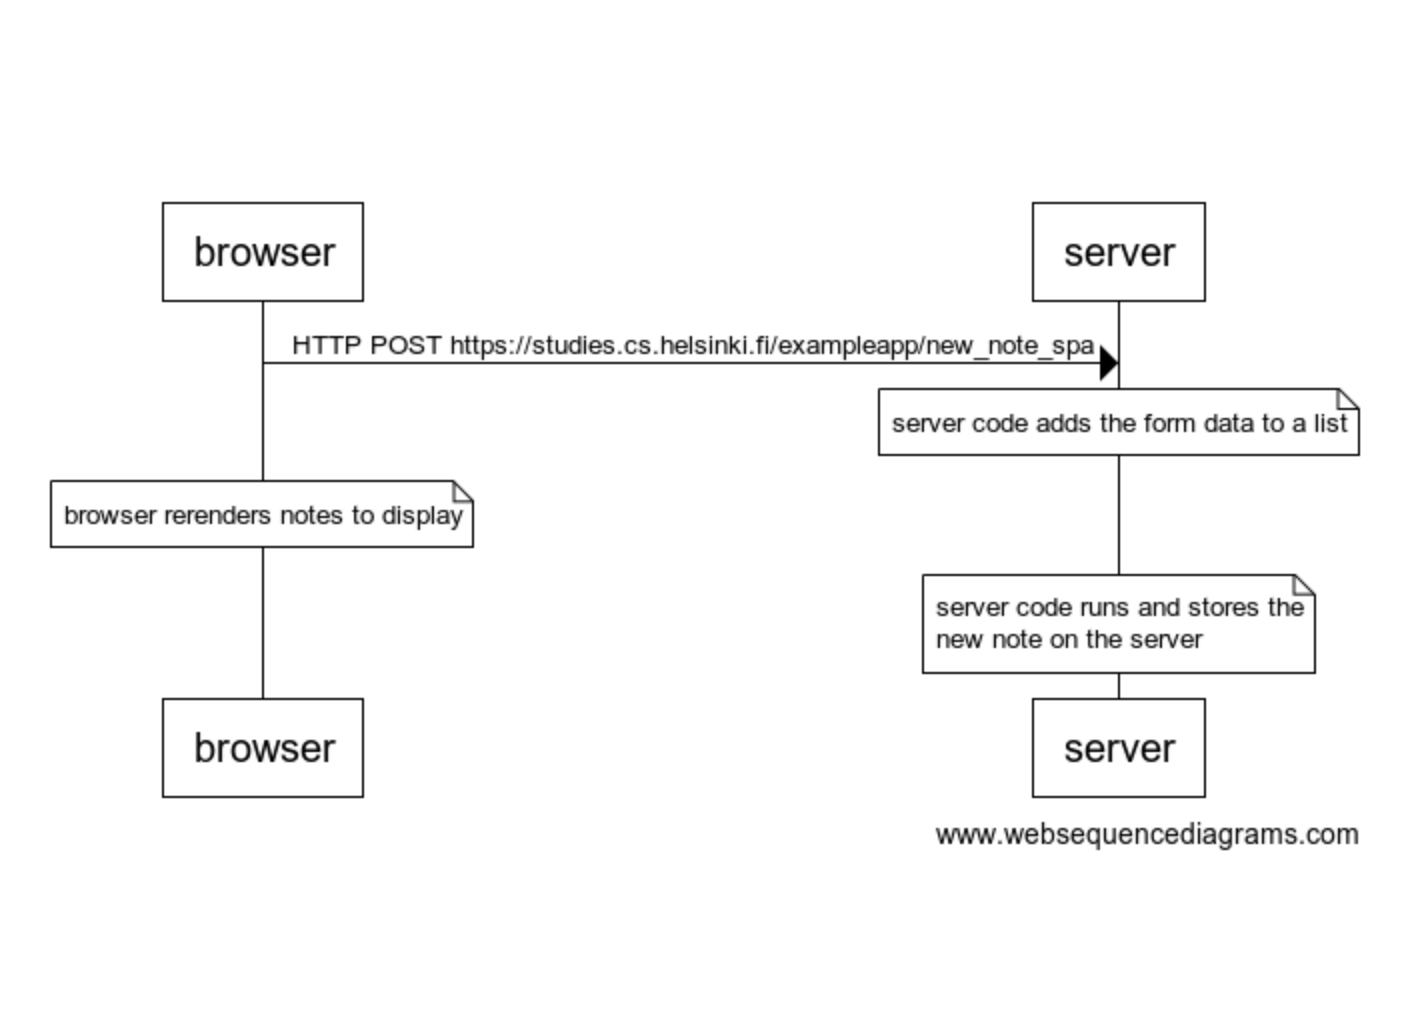 browser
server
HTTP POST https://studies.cs.helsinki.fi/exampleapp/new_note_spa
server code adds the form data to a list
browser rerenders notes to display
server code runs and stores the
new note on the server
browser
server
www.websequencediagrams.com